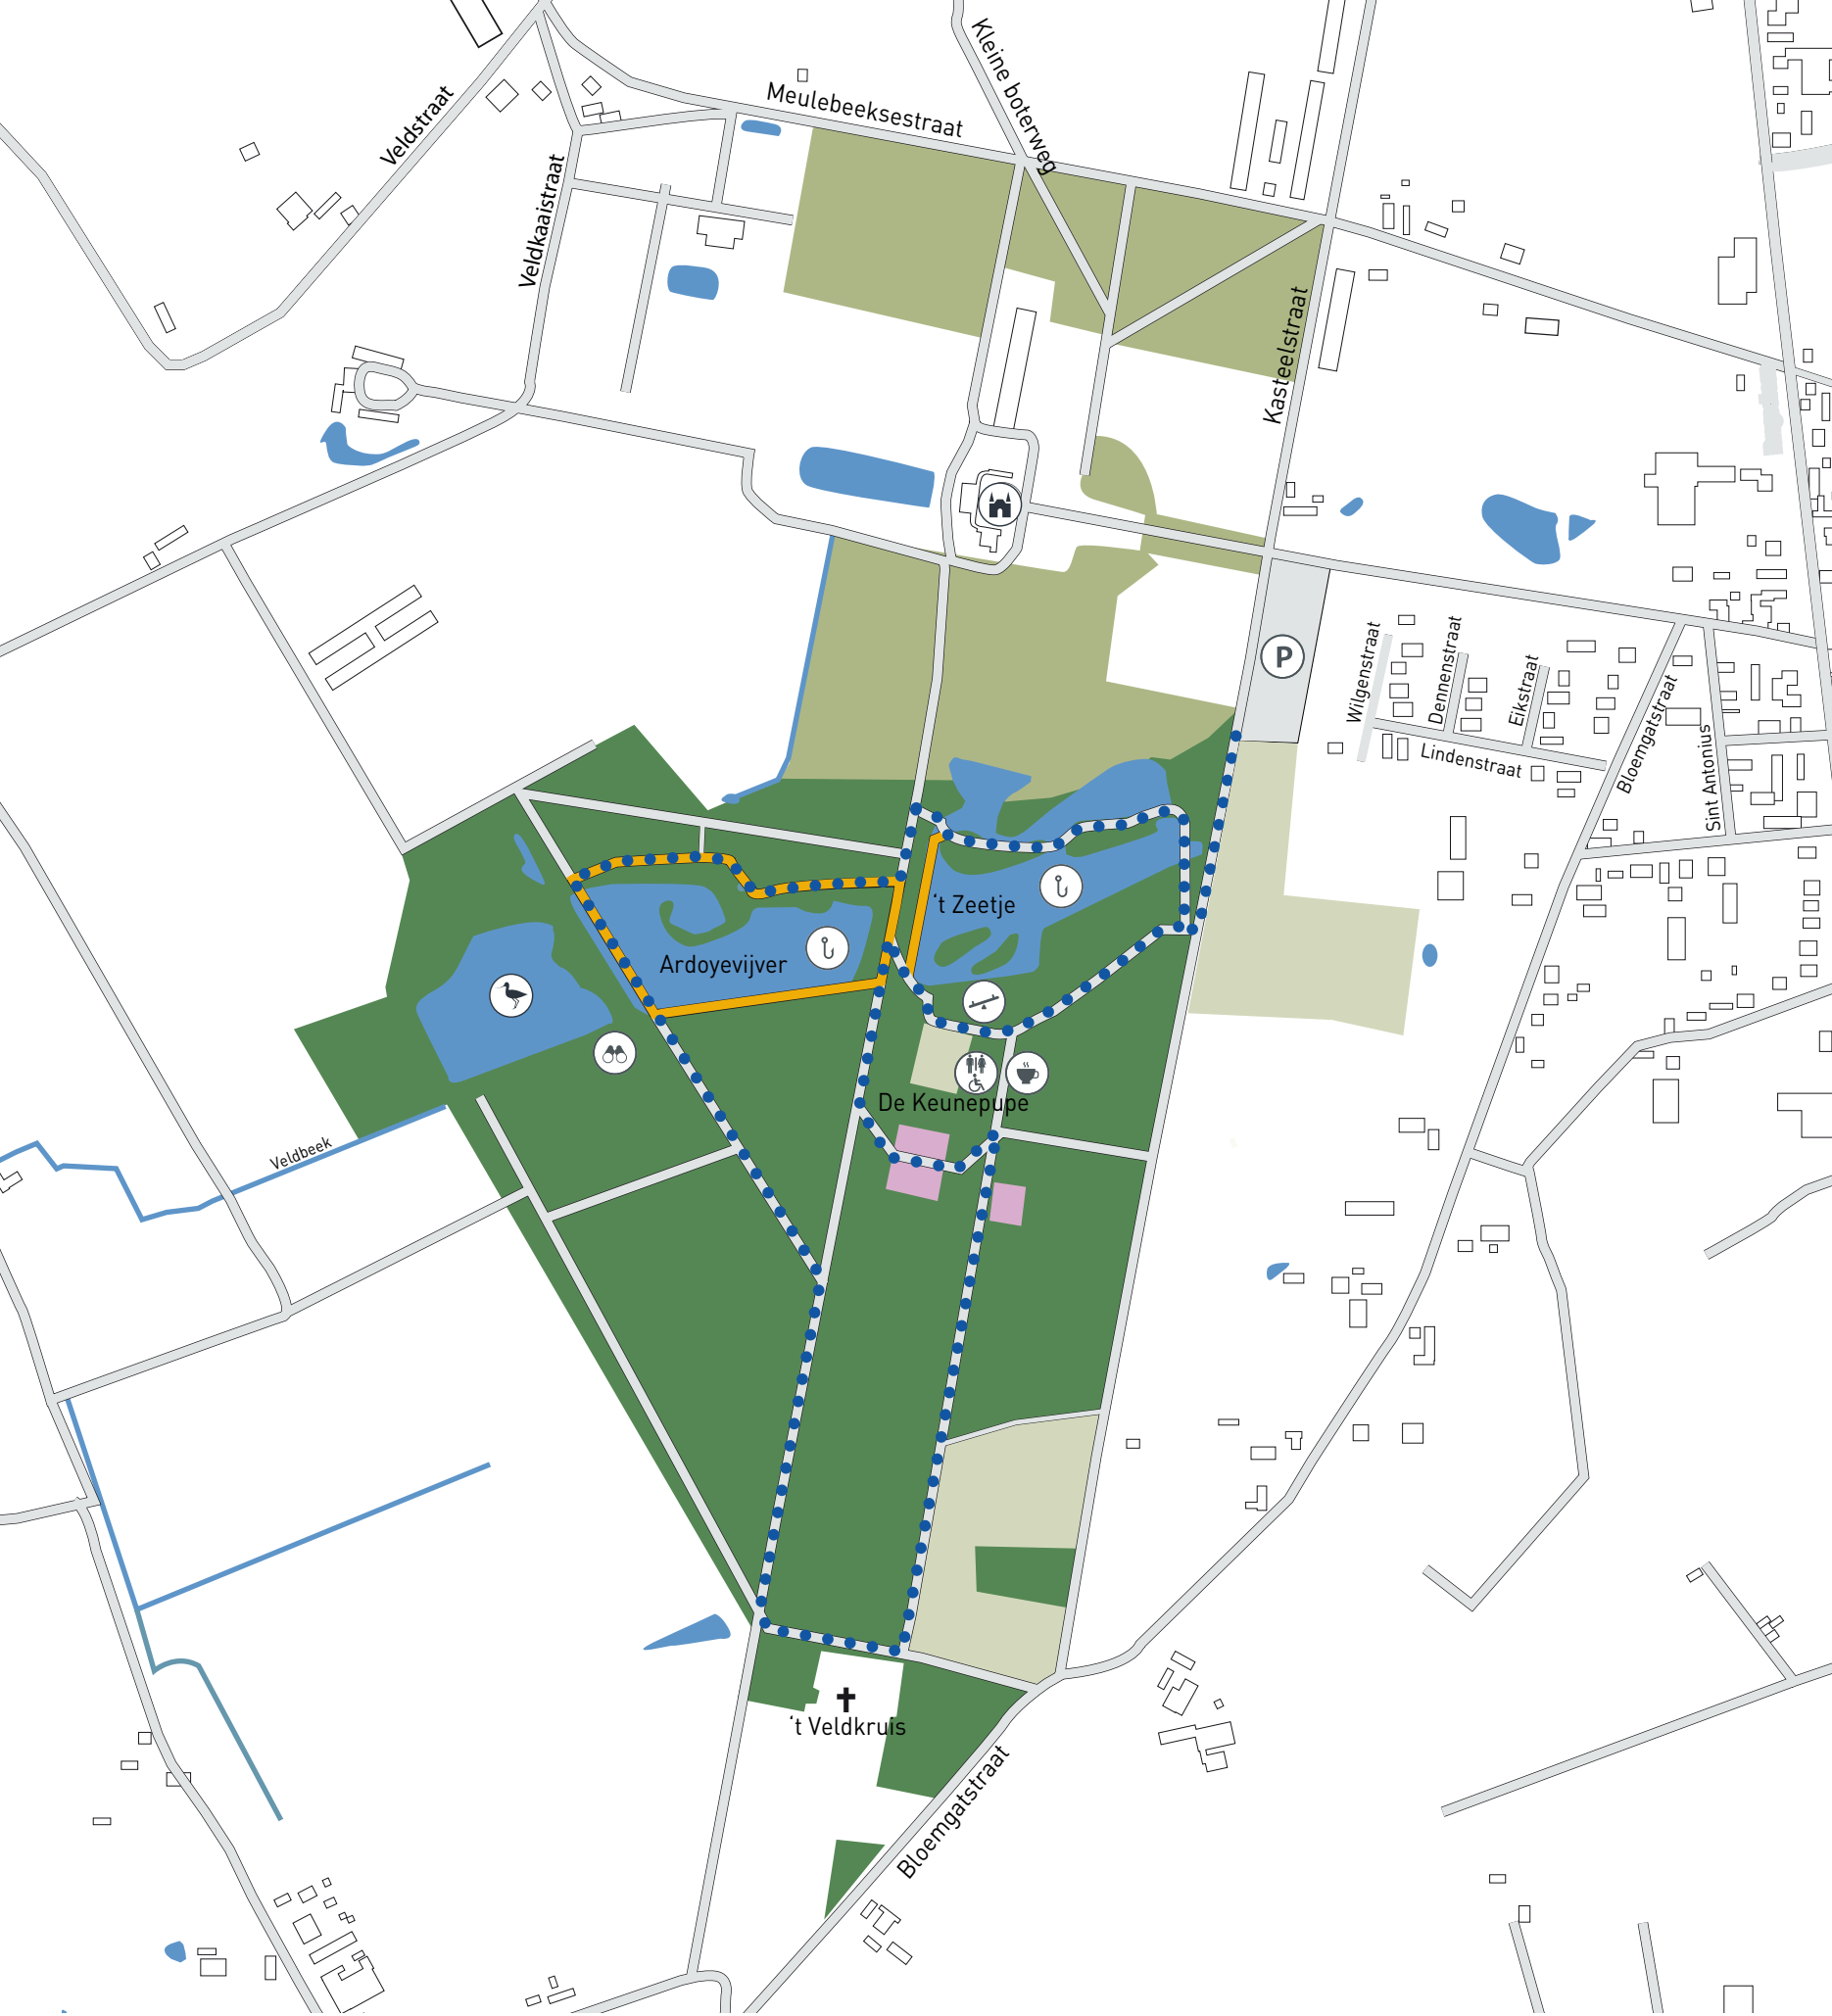 Kleine boterweg
Meulebeeksestraat
Veldstraat
Veldkaaistraat
Kasteelstraat
P
Wilgenstraat
Dennenstraat
Eikstraat
Bloemgatstraat
Sint Antonius
Lindenstraat
‘t Zeetje
Ardoyevijver
De Keunepupe
Veldbeek
‘t Veldkruis
Bloemgatstraat